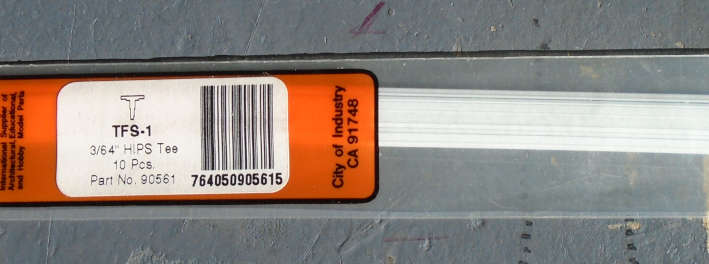 International Supplier of
Architectural, Educational,
and Hobby Model Parts
TFS-1
3/64" HIPS Tee
10 Pcs.
Part No. 90561
764050905615
City of Industry
CA 91748